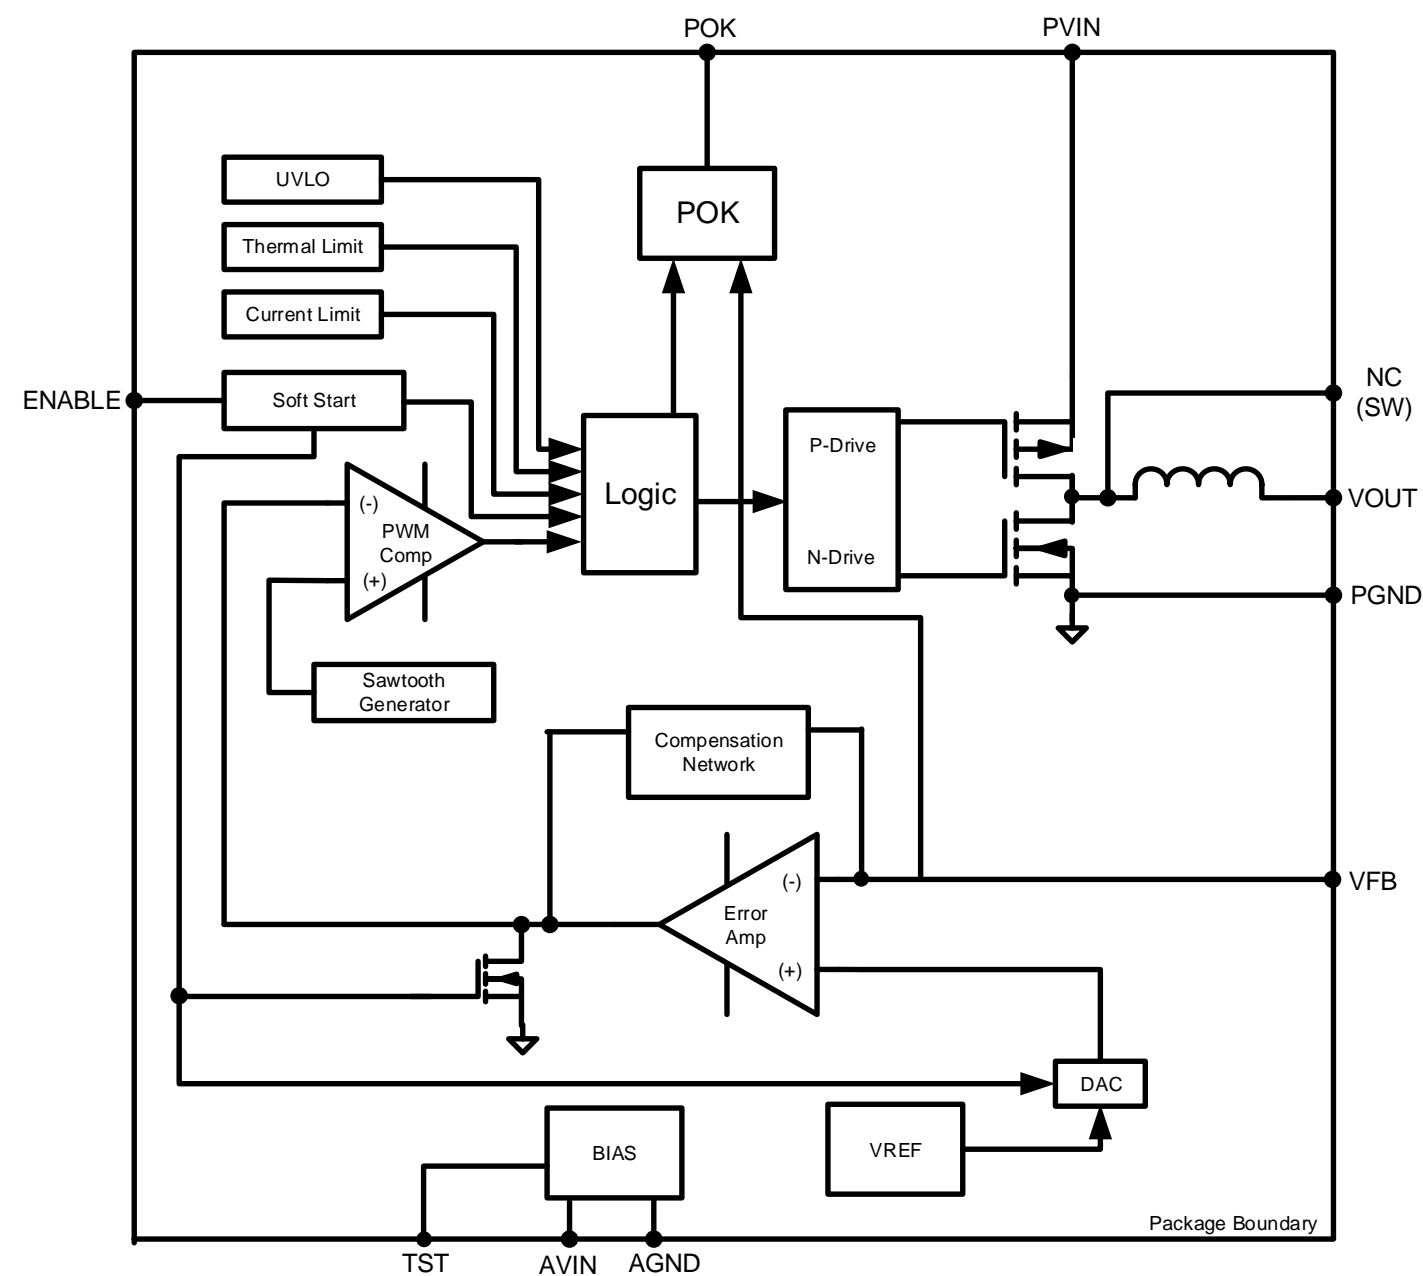 POK
PVIN
UVLO
POK
Thermal Limit
Current Limit
NC
(SW)
ENABLE
Soft Start
P-Drive
Logic
VOUT
(-)
PWM
Comp
(+)
N-Drive
PGND
Sawtooth
Generator
Compensation
Network
(-)
VFB
Error
Amp
(+)
DAC
BIAS
VREF
Package Boundary
TST
AVIN
AGND